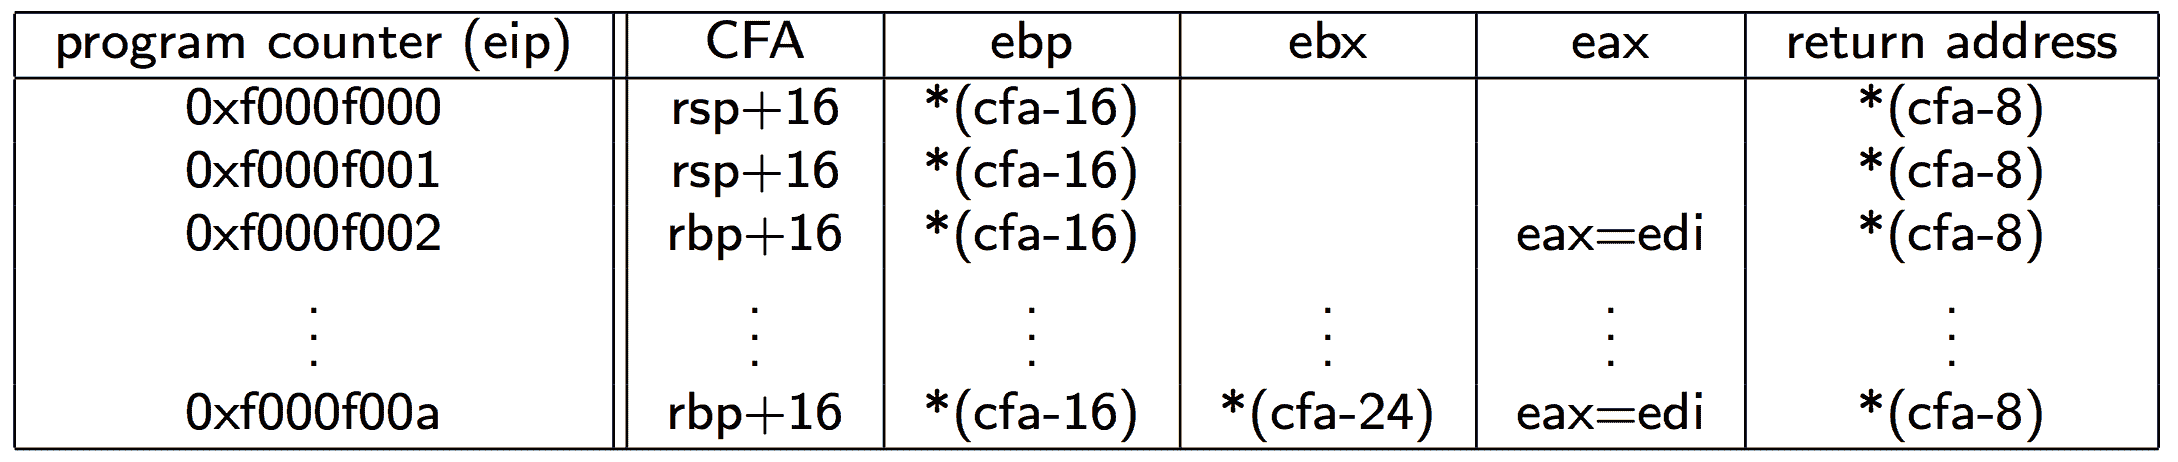 program counter (eip) CFA ebp ebx eax return address
0xf000f000 rsp+16 *(cfa-16) *(cfa-8)
0xf000f001 rsp+16 *(cfa-16) *(cfa-8)
0xf000f002 rbp+16 *(cfa-16) eax=edi *(cfa-8)
⋮ ⋮ ⋮ ⋮ ⋮ ⋮
0xf000f00a rbp+16 *(cfa-16) *(cfa-24) eax=edi *(cfa-8)